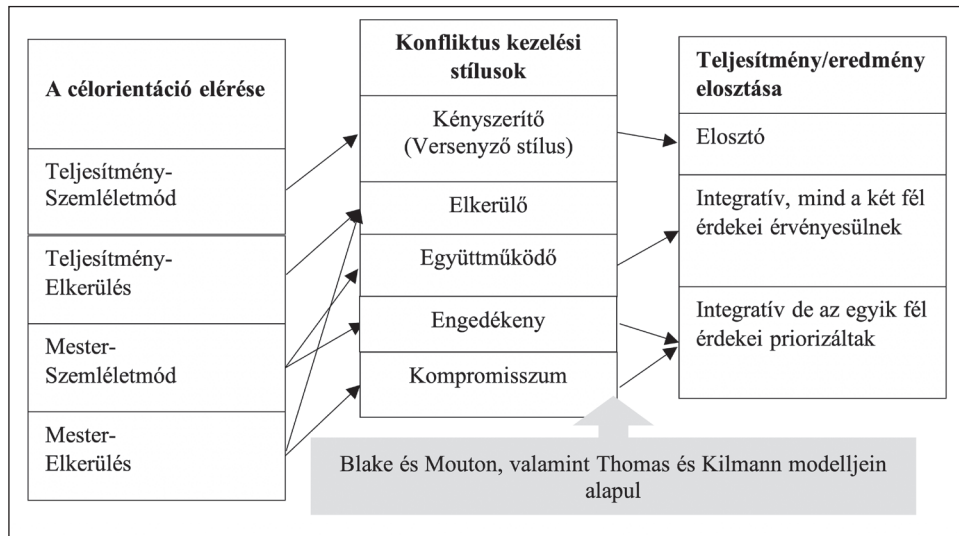 A célorientáció elérése
Teljesítmény-
Szemléletmód
Teljesítmény-
Elkerülés
Mester-
Szemléletmód
Mester-
Elkerülés
Konfliktus kezelési
stílusok
Kényszerítő
(Versenyző stílus)
Elkerülő
Együttműködő
Engedékeny
Kompromisszum
Teljesítmény/eredmény
elosztása
Elosztó
Integratív, mind a két fél
érdekei érvényesülnek
Integratív de az egyik fél
érdekei priorizáltak
Blake és Mouton, valamint Thomas és Kilmann modelljein
alapul